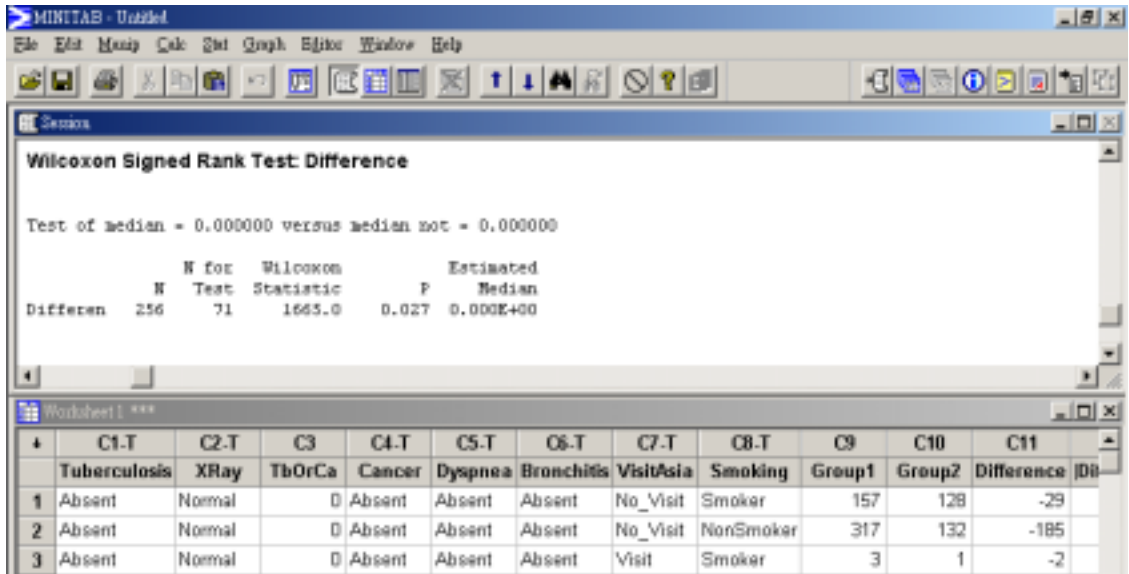 MINITAB - Untitled
File Edit Manip Calc Stat Graph Editor Window Help
Session
Wilcoxon Signed Rank Test: Difference
Test of median = 0.000000 versus median not = 0.000000
N for Wilcoxon Estimated
N Test Statistic P Median
Differen 256 71 1665.0 0.027 0.000E+00
Worksheet 1 ***
C1-T C2-T C3 C4-T C5-T C6-T C7-T C8-T C9 C10 C11
Tuberculosis XRay TbOrCa Cancer Dyspnea Bronchitis VisitAsia Smoking Group1 Group2 Difference |Di
1 Absent Normal 0 Absent Absent Absent No_Visit Smoker 157 128 -29
2 Absent Normal 0 Absent Absent Absent No_Visit NonSmoker 317 132 -185
3 Absent Normal 0 Absent Absent Absent Visit Smoker 3 1 -2